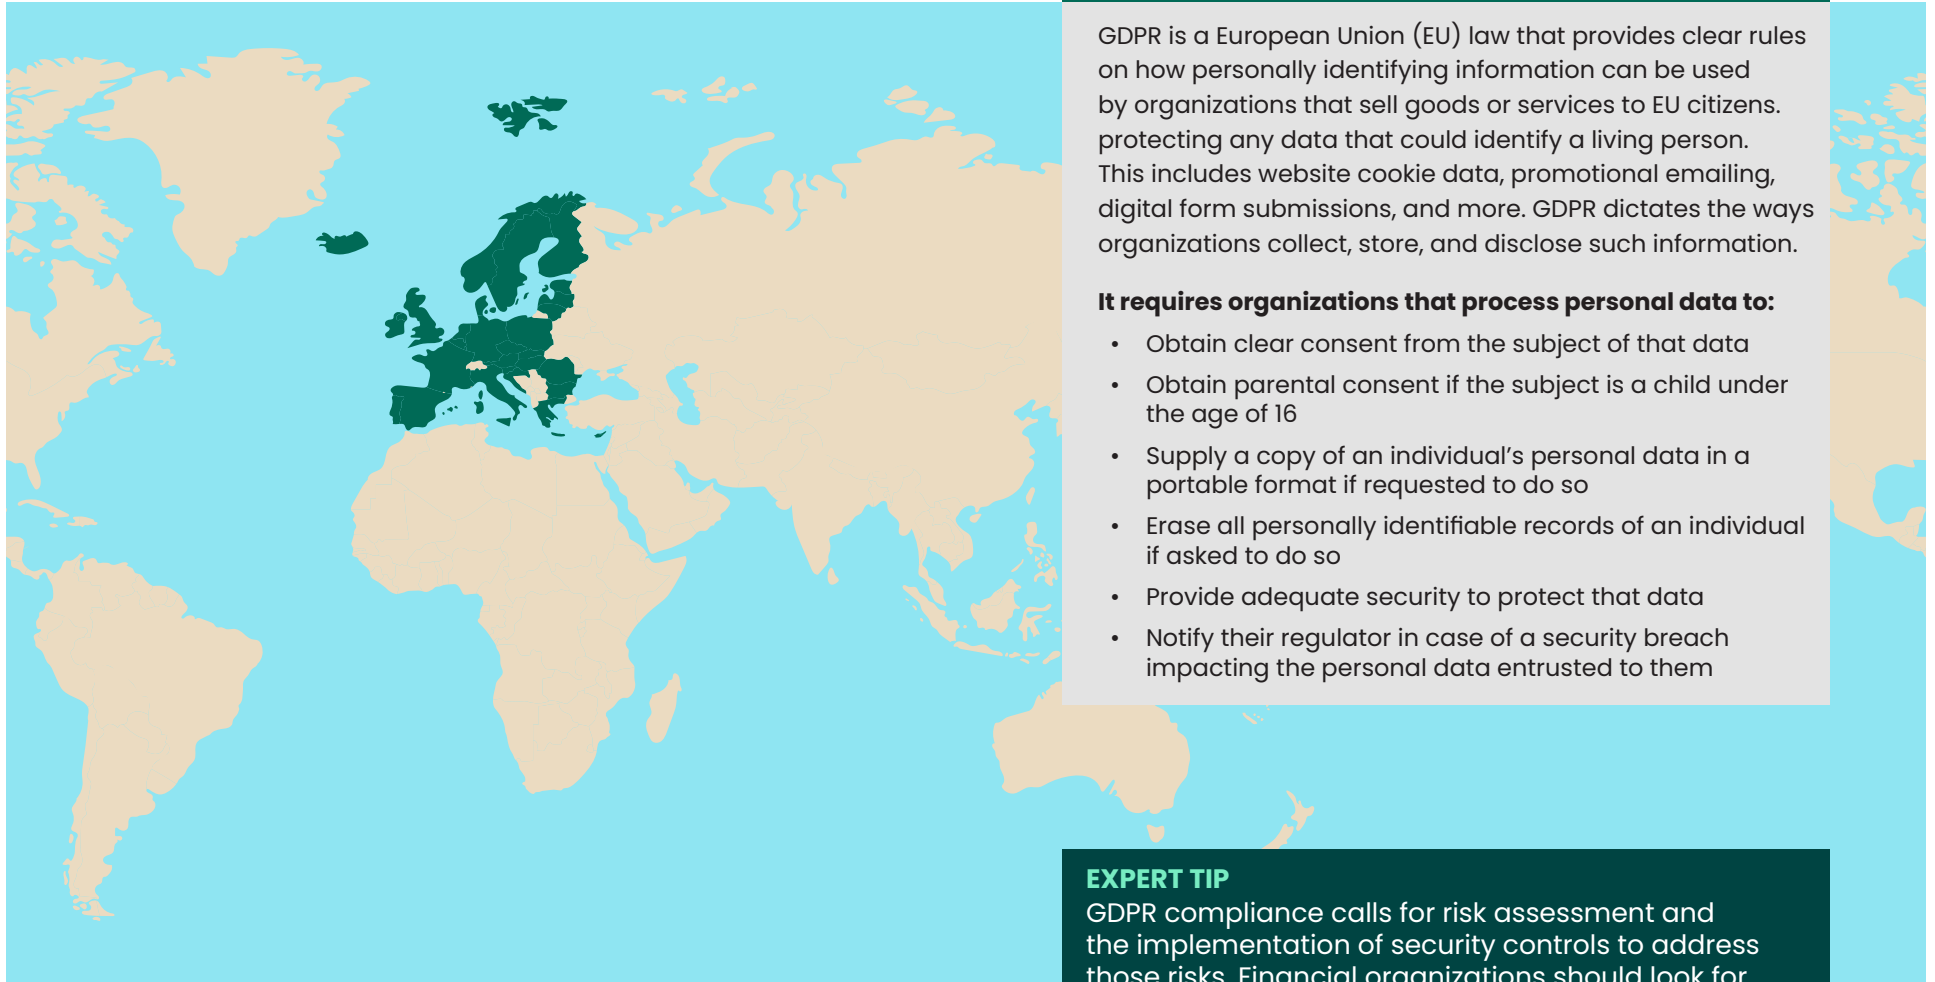 GDPR is a European Union (EU) law that provides clear rules
on how personally identifying information can be used
by organizations that sell goods or services to EU citizens.
protecting any data that could identify a living person.
This includes website cookie data, promotional emailing,
digital form submissions, and more. GDPR dictates the ways
organizations collect, store, and disclose such information.
It requires organizations that process personal data to:
• Obtain clear consent from the subject of that data
• Obtain parental consent if the subject is a child under
the age of 16
• Supply a copy of an individual’s personal data in a
portable format if requested to do so
• Erase all personally identifiable records of an individual
if asked to do so
• Provide adequate security to protect that data
• Notify their regulator in case of a security breach
impacting the personal data entrusted to them
EXPERT TIP
GDPR compliance calls for risk assessment and
the implementation of security controls to address
those risks. Financial organizations should look for